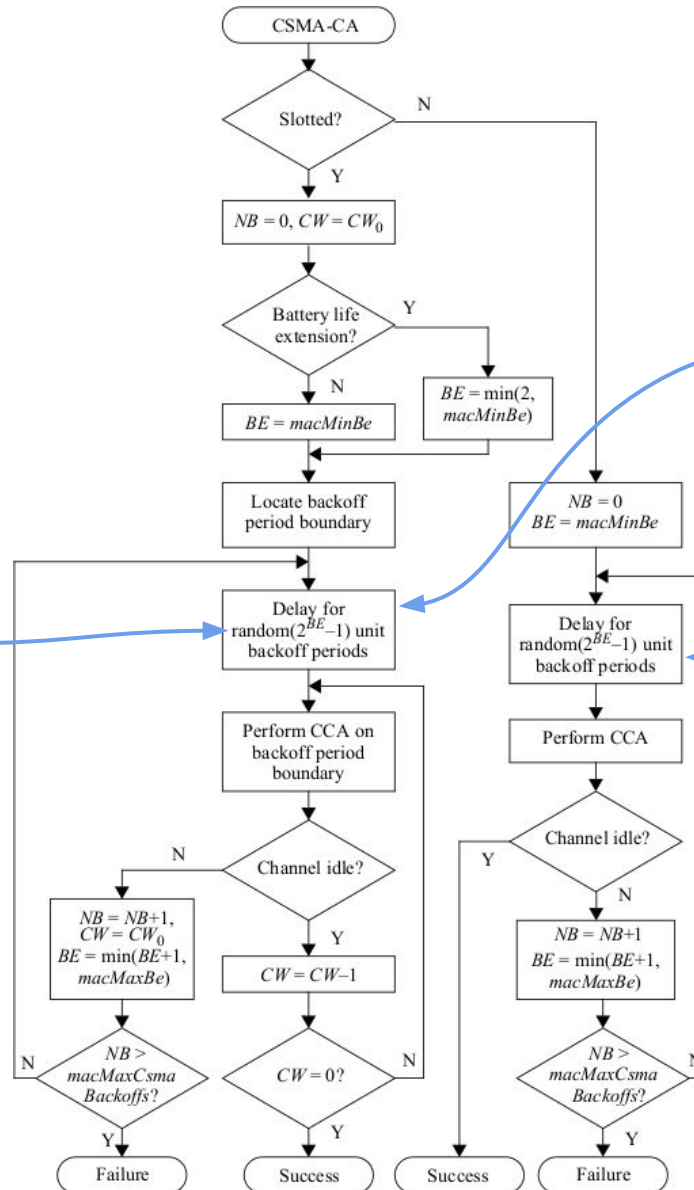 CSMA-CA
Slotted?
N
Y
NB = 0, CW = CW₀
Battery life
extension?
Y
N
BE = min(2,
macMinBe)
BE = macMinBe
Locate backoff
period boundary
NB = 0
BE = macMinBe
Delay for
random(2^BE–1) unit
backoff periods
Delay for
random(2^BE–1) unit
backoff periods
Perform CCA on
backoff period
boundary
Perform CCA
Channel idle?
N
Y
Channel idle?
Y
N
NB = NB+1,
CW = CW₀
BE = min(BE+1,
macMaxBe)
CW = CW–1
NB = NB+1
BE = min(BE+1,
macMaxBe)
NB >
macMaxCsma
Backoffs?
N
Y
CW = 0?
N
Y
NB >
macMaxCsma
Backoffs?
N
Y
Failure
Success
Success
Failure